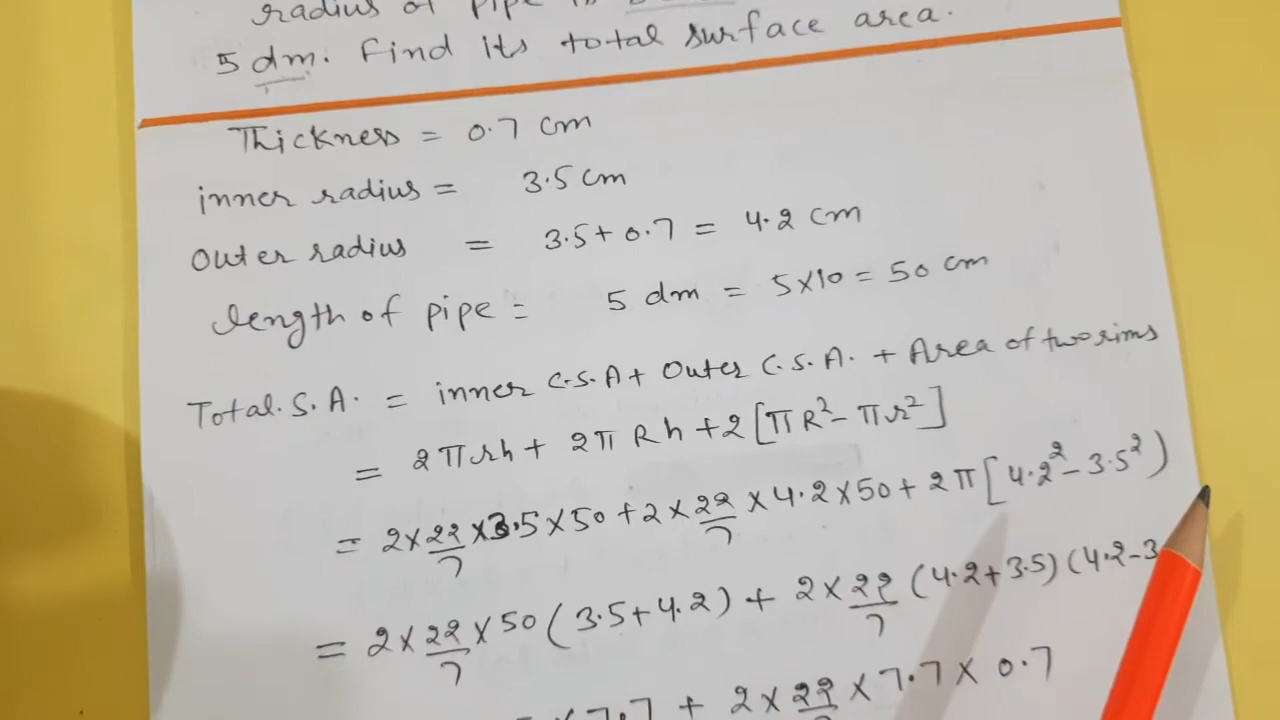 radius of pipe is
5 dm. Find its total surface area.
Thickness = 0.7 cm
inner radius = 3.5 cm
Outer radius = 3.5 + 0.7 = 4.2 cm
length of pipe = 5 dm = 5×10 = 50 cm
Total. S. A. = inner C.S.A + Outer C.S.A. + Area of two rims
= 2πrh + 2πRh + 2[πR² - πr²]
= 2×22/7×3.5×50 + 2×22/7×4.2×50 + 2π[4.2² - 3.5²)
= 2×22/7×50(3.5+4.2) + 2×22/7(4.2+3.5)(4.2-3
×7.7 + 2×22×7.7×0.7